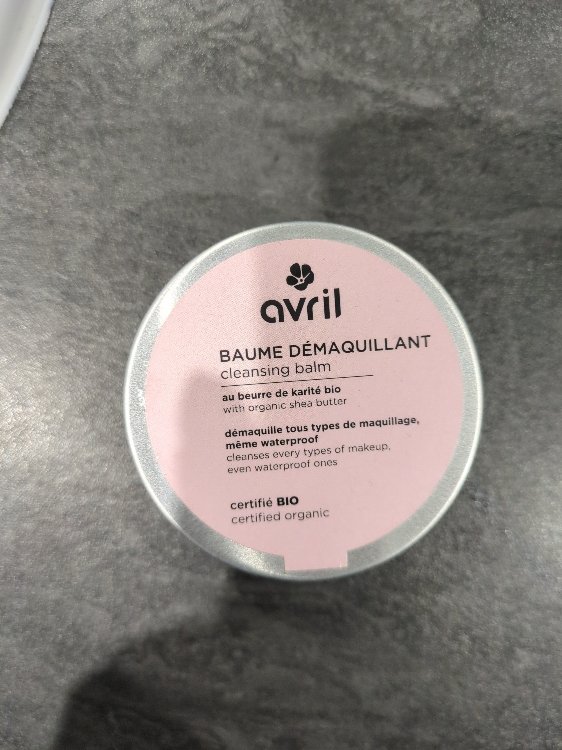 avril
BAUME DÉMAQUILLANT
cleansing balm
au beurre de karité bio
with organic shea butter
démaquille tous types de maquillage,
même waterproof
cleanses every types of makeup,
even waterproof ones
certifié BIO
certified organic